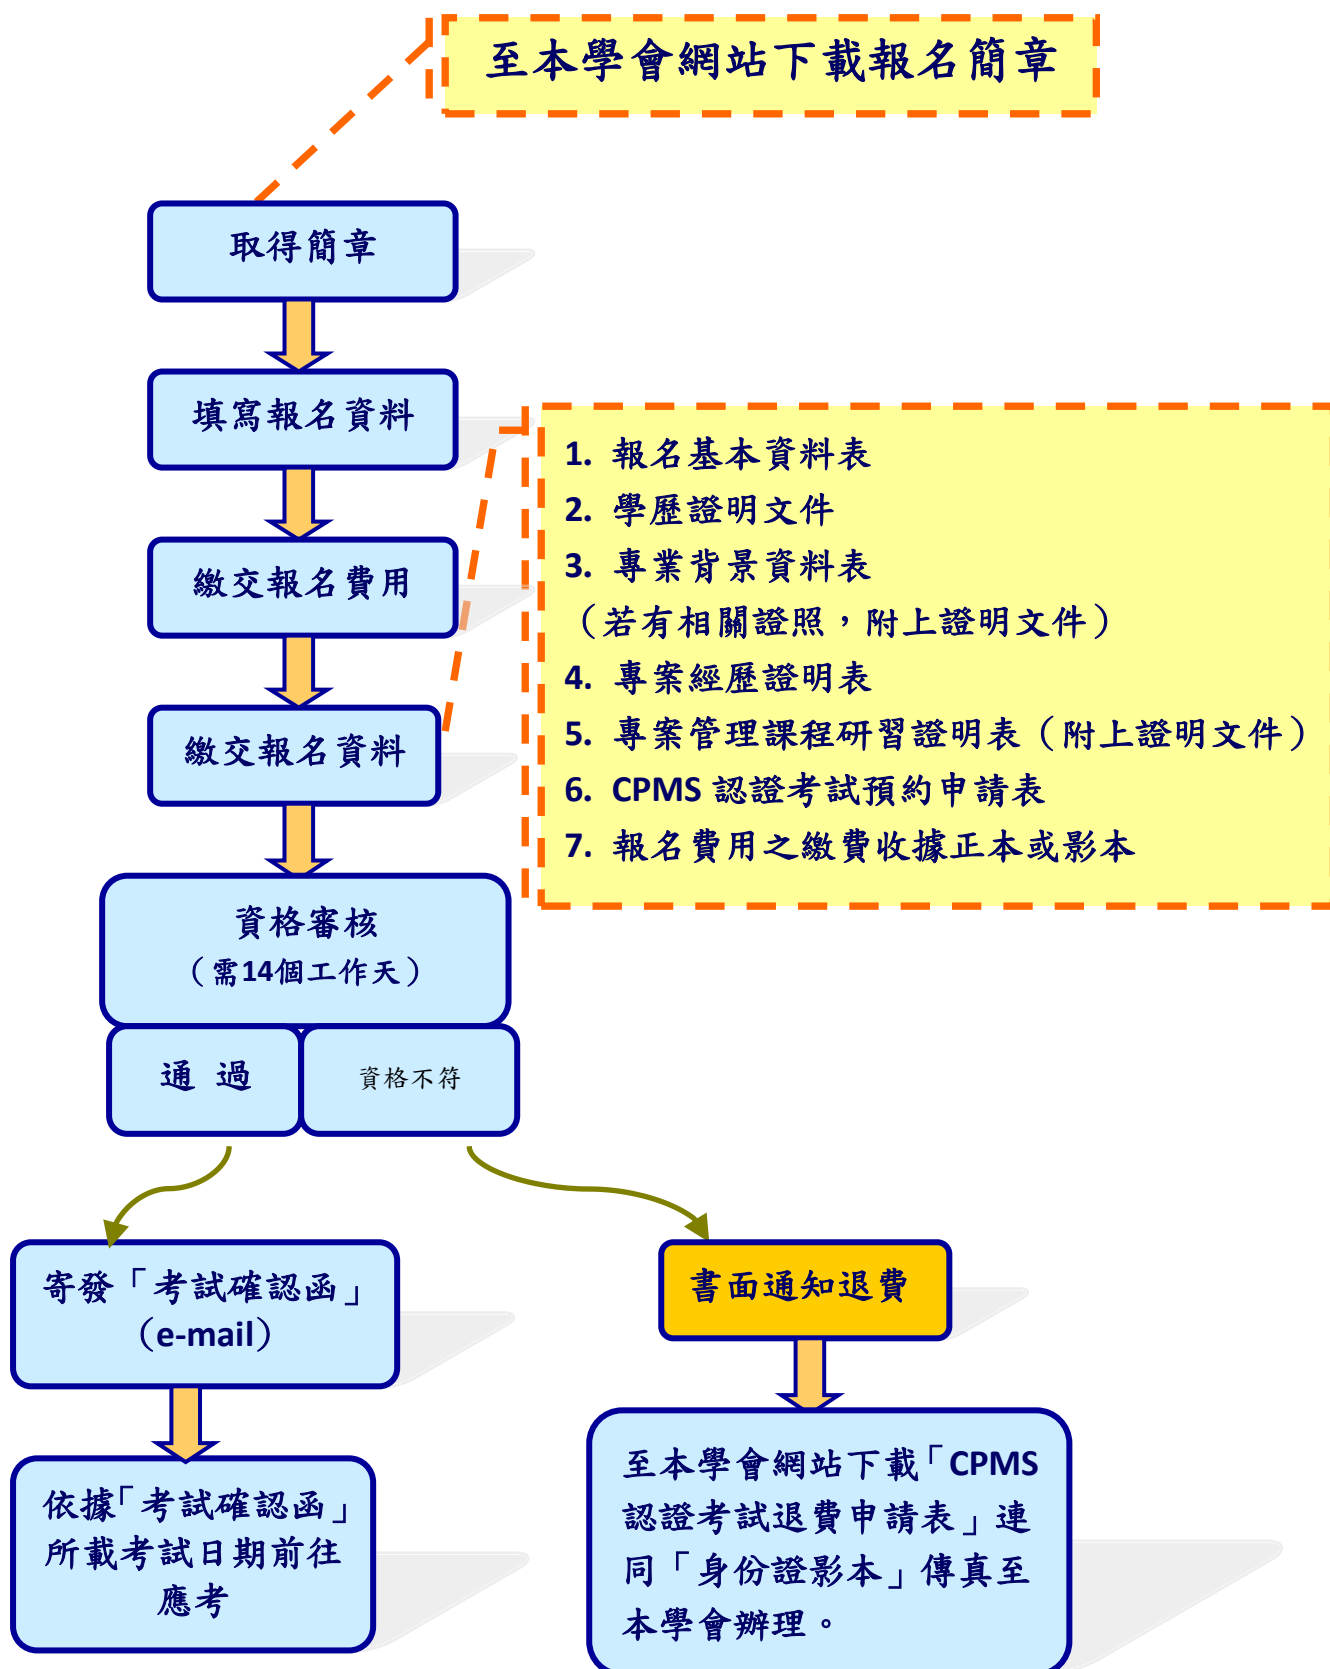 至本學會網站下載報名簡章
取得簡章
填寫報名資料
繳交報名費用
繳交報名資料
1. 報名基本資料表
2. 學歷證明文件
3. 專業背景資料表
（若有相關證照，附上證明文件）
4. 專案經歷證明表
5. 專案管理課程研習證明表（附上證明文件）
6. CPMS 認證考試預約申請表
7. 報名費用之繳費收據正本或影本
資格審核
（需14個工作天）
通 過
資格不符
寄發「考試確認函」
（e-mail）
依據「考試確認函」
所載考試日期前往
應考
書面通知退費
至本學會網站下載「CPMS
認證考試退費申請表」連
同「身份證影本」傳真至
本學會辦理。